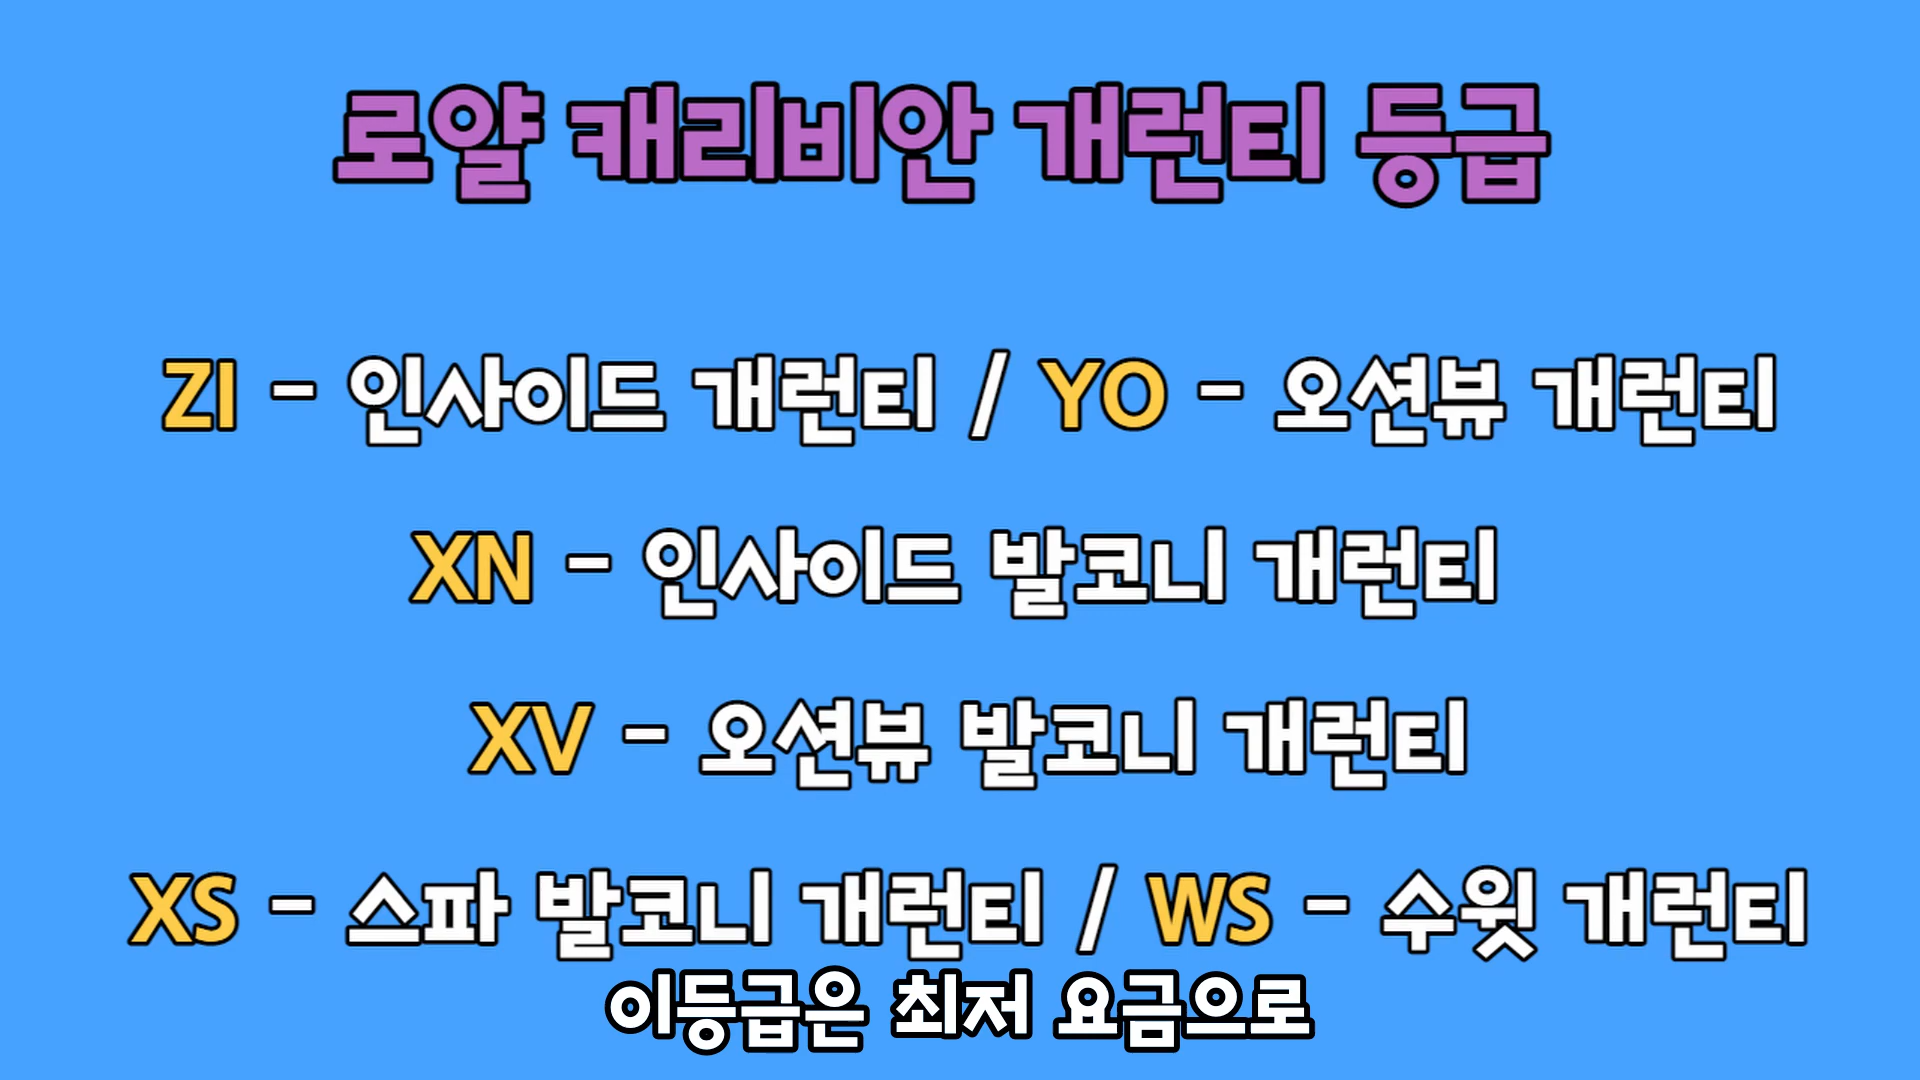 로얄 캐리비안 개런티 등급
ZI - 인사이드 개런티 / YO - 오션뷰 개런티
XN - 인사이드 발코니 개런티
XV - 오션뷰 발코니 개런티
XS - 스파 발코니 개런티 / WS - 수윗 개런티
이등급은 최저 요금으로